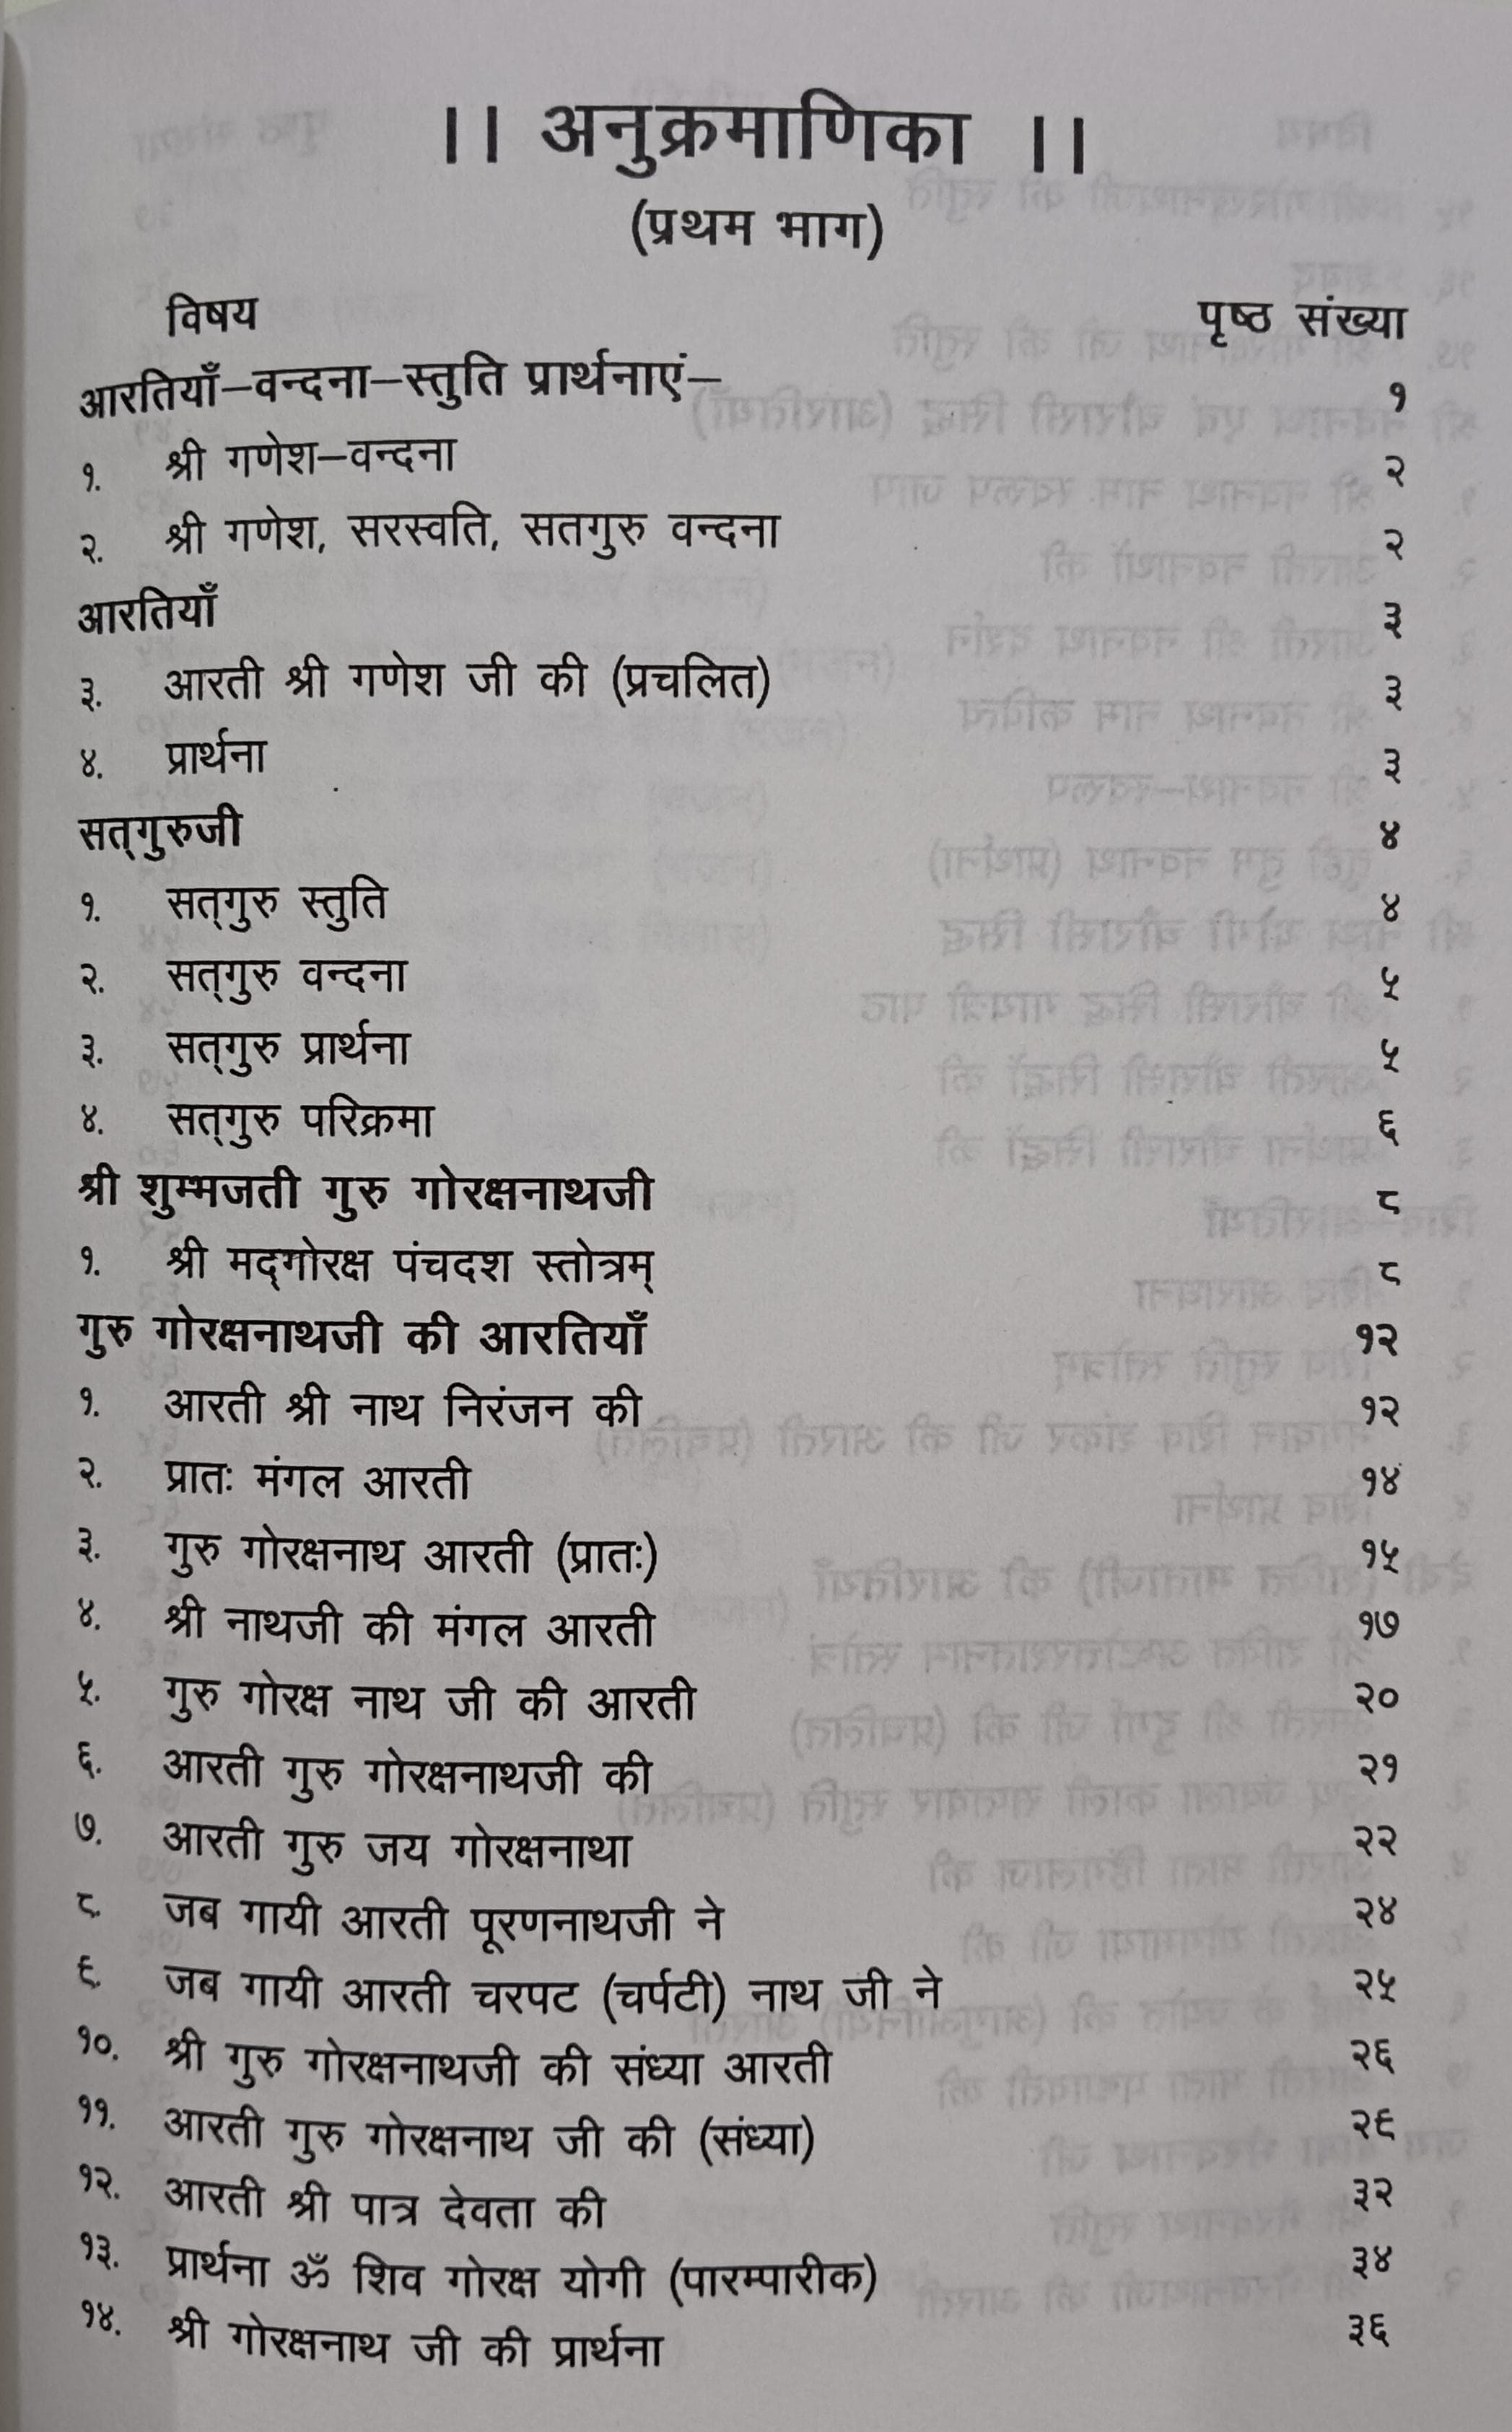 ।। अनुक्रमाणिका ।।
(प्रथम भाग)
विषय पृष्ठ संख्या
आरतियाँ–वन्दना–स्तुति प्रार्थनाएं– १
१. श्री गणेश–वन्दना २
२. श्री गणेश, सरस्वति, सतगुरु वन्दना २
आरतियाँ ३
३. आरती श्री गणेश जी की (प्रचलित) ३
४. प्रार्थना ३
सत्‌गुरुजी ४
१. सत्‌गुरु स्तुति ४
२. सत्‌गुरु वन्दना ५
३. सत्‌गुरु प्रार्थना ५
४. सत्‌गुरु परिक्रमा ६
श्री शुम्भजती गुरु गोरक्षनाथजी ८
१. श्री मद्‌गोरक्ष पंचदश स्तोत्रम् ८
गुरु गोरक्षनाथजी की आरतियाँ १२
१. आरती श्री नाथ निरंजन की १२
२. प्रातः मंगल आरती १४
३. गुरु गोरक्षनाथ आरती (प्रातः) १५
४. श्री नाथजी की मंगल आरती १७
५. गुरु गोरक्ष नाथ जी की आरती २०
६. आरती गुरु गोरक्षनाथजी की २१
७. आरती गुरु जय गोरक्षनाथा २२
८. जब गायी आरती पूरणनाथजी ने २४
९. जब गायी आरती चरपट (चर्पटी) नाथ जी ने २५
१०. श्री गुरु गोरक्षनाथजी की संध्या आरती २६
११. आरती गुरु गोरक्षनाथ जी की (संध्या) २९
१२. आरती श्री पात्र देवता की ३२
१३. प्रार्थना ॐ शिव गोरक्ष योगी (पारम्पारीक) ३४
१४. श्री गोरक्षनाथ जी की प्रार्थना ३६